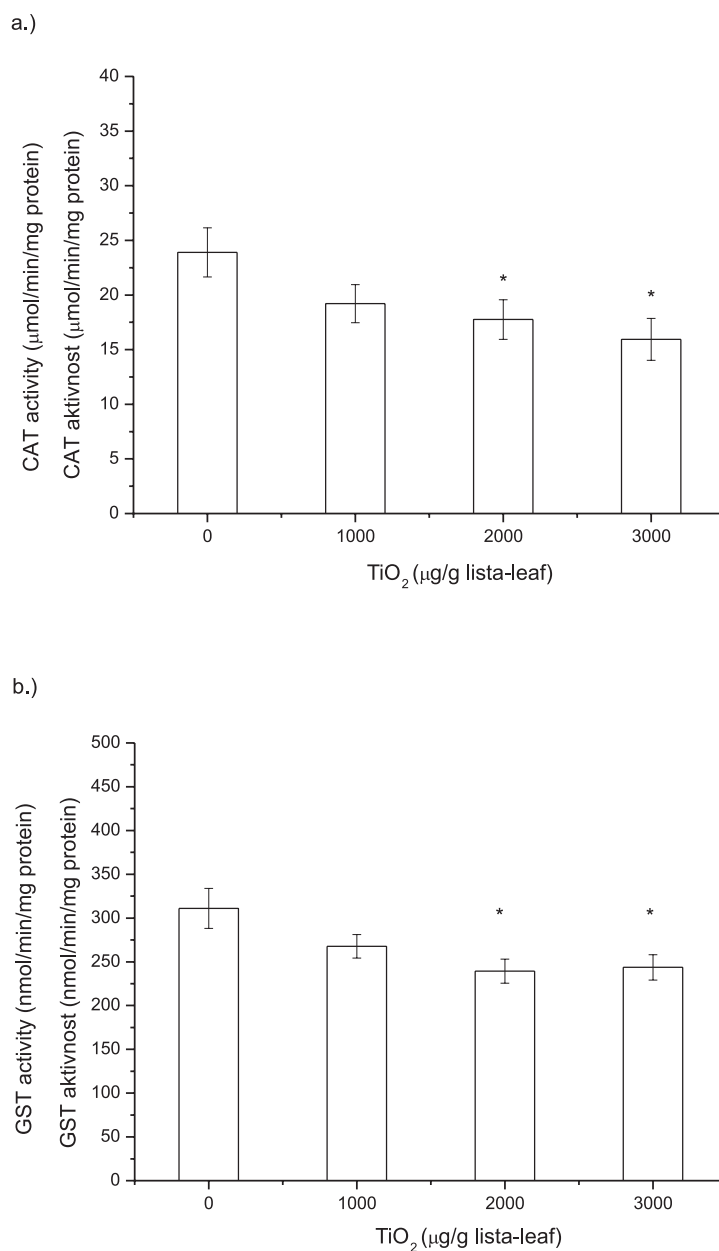 a.)
CAT activity (μmol/min/mg protein)
CAT aktivnost (μmol/min/mg protein)
40
35
30
25
20
15
10
5
0
*
*
0 1000 2000 3000
TiO2 (μg/g lista-leaf)
b.)
GST activity (nmol/min/mg protein)
GST aktivnost (nmol/min/mg protein)
500
450
400
350
300
250
200
150
100
50
0
*
*
0 1000 2000 3000
TiO2 (μg/g lista-leaf)